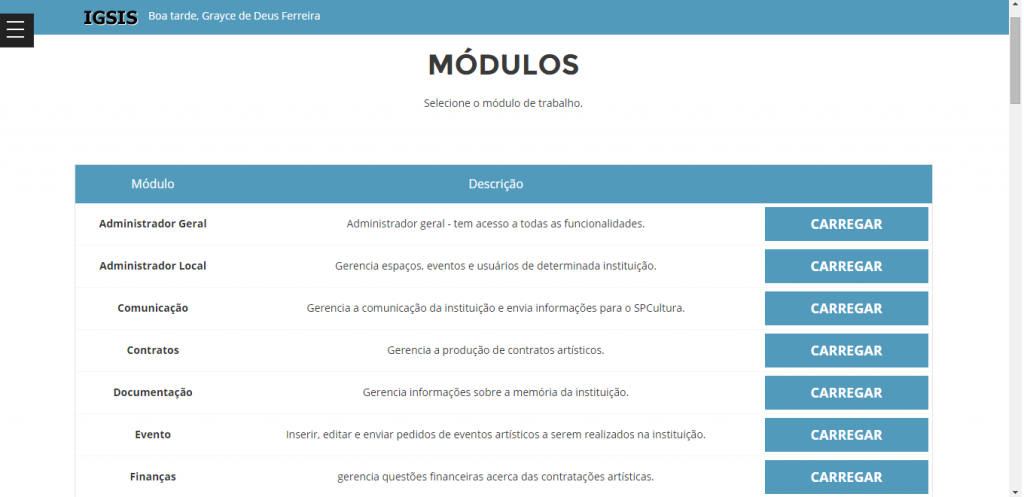 IGSIS Boa tarde, Grayce de Deus Ferreira
MÓDULOS
Selecione o módulo de trabalho.
Módulo Descrição
Administrador Geral Administrador geral - tem acesso a todas as funcionalidades. CARREGAR
Administrador Local Gerencia espaços, eventos e usuários de determinada instituição. CARREGAR
Comunicação Gerencia a comunicação da instituição e envia informações para o SPCultura. CARREGAR
Contratos Gerencia a produção de contratos artísticos. CARREGAR
Documentação Gerencia informações sobre a memória da instituição. CARREGAR
Evento Inserir, editar e enviar pedidos de eventos artísticos a serem realizados na instituição. CARREGAR
Finanças gerencia questões financeiras acerca das contratações artísticas. CARREGAR